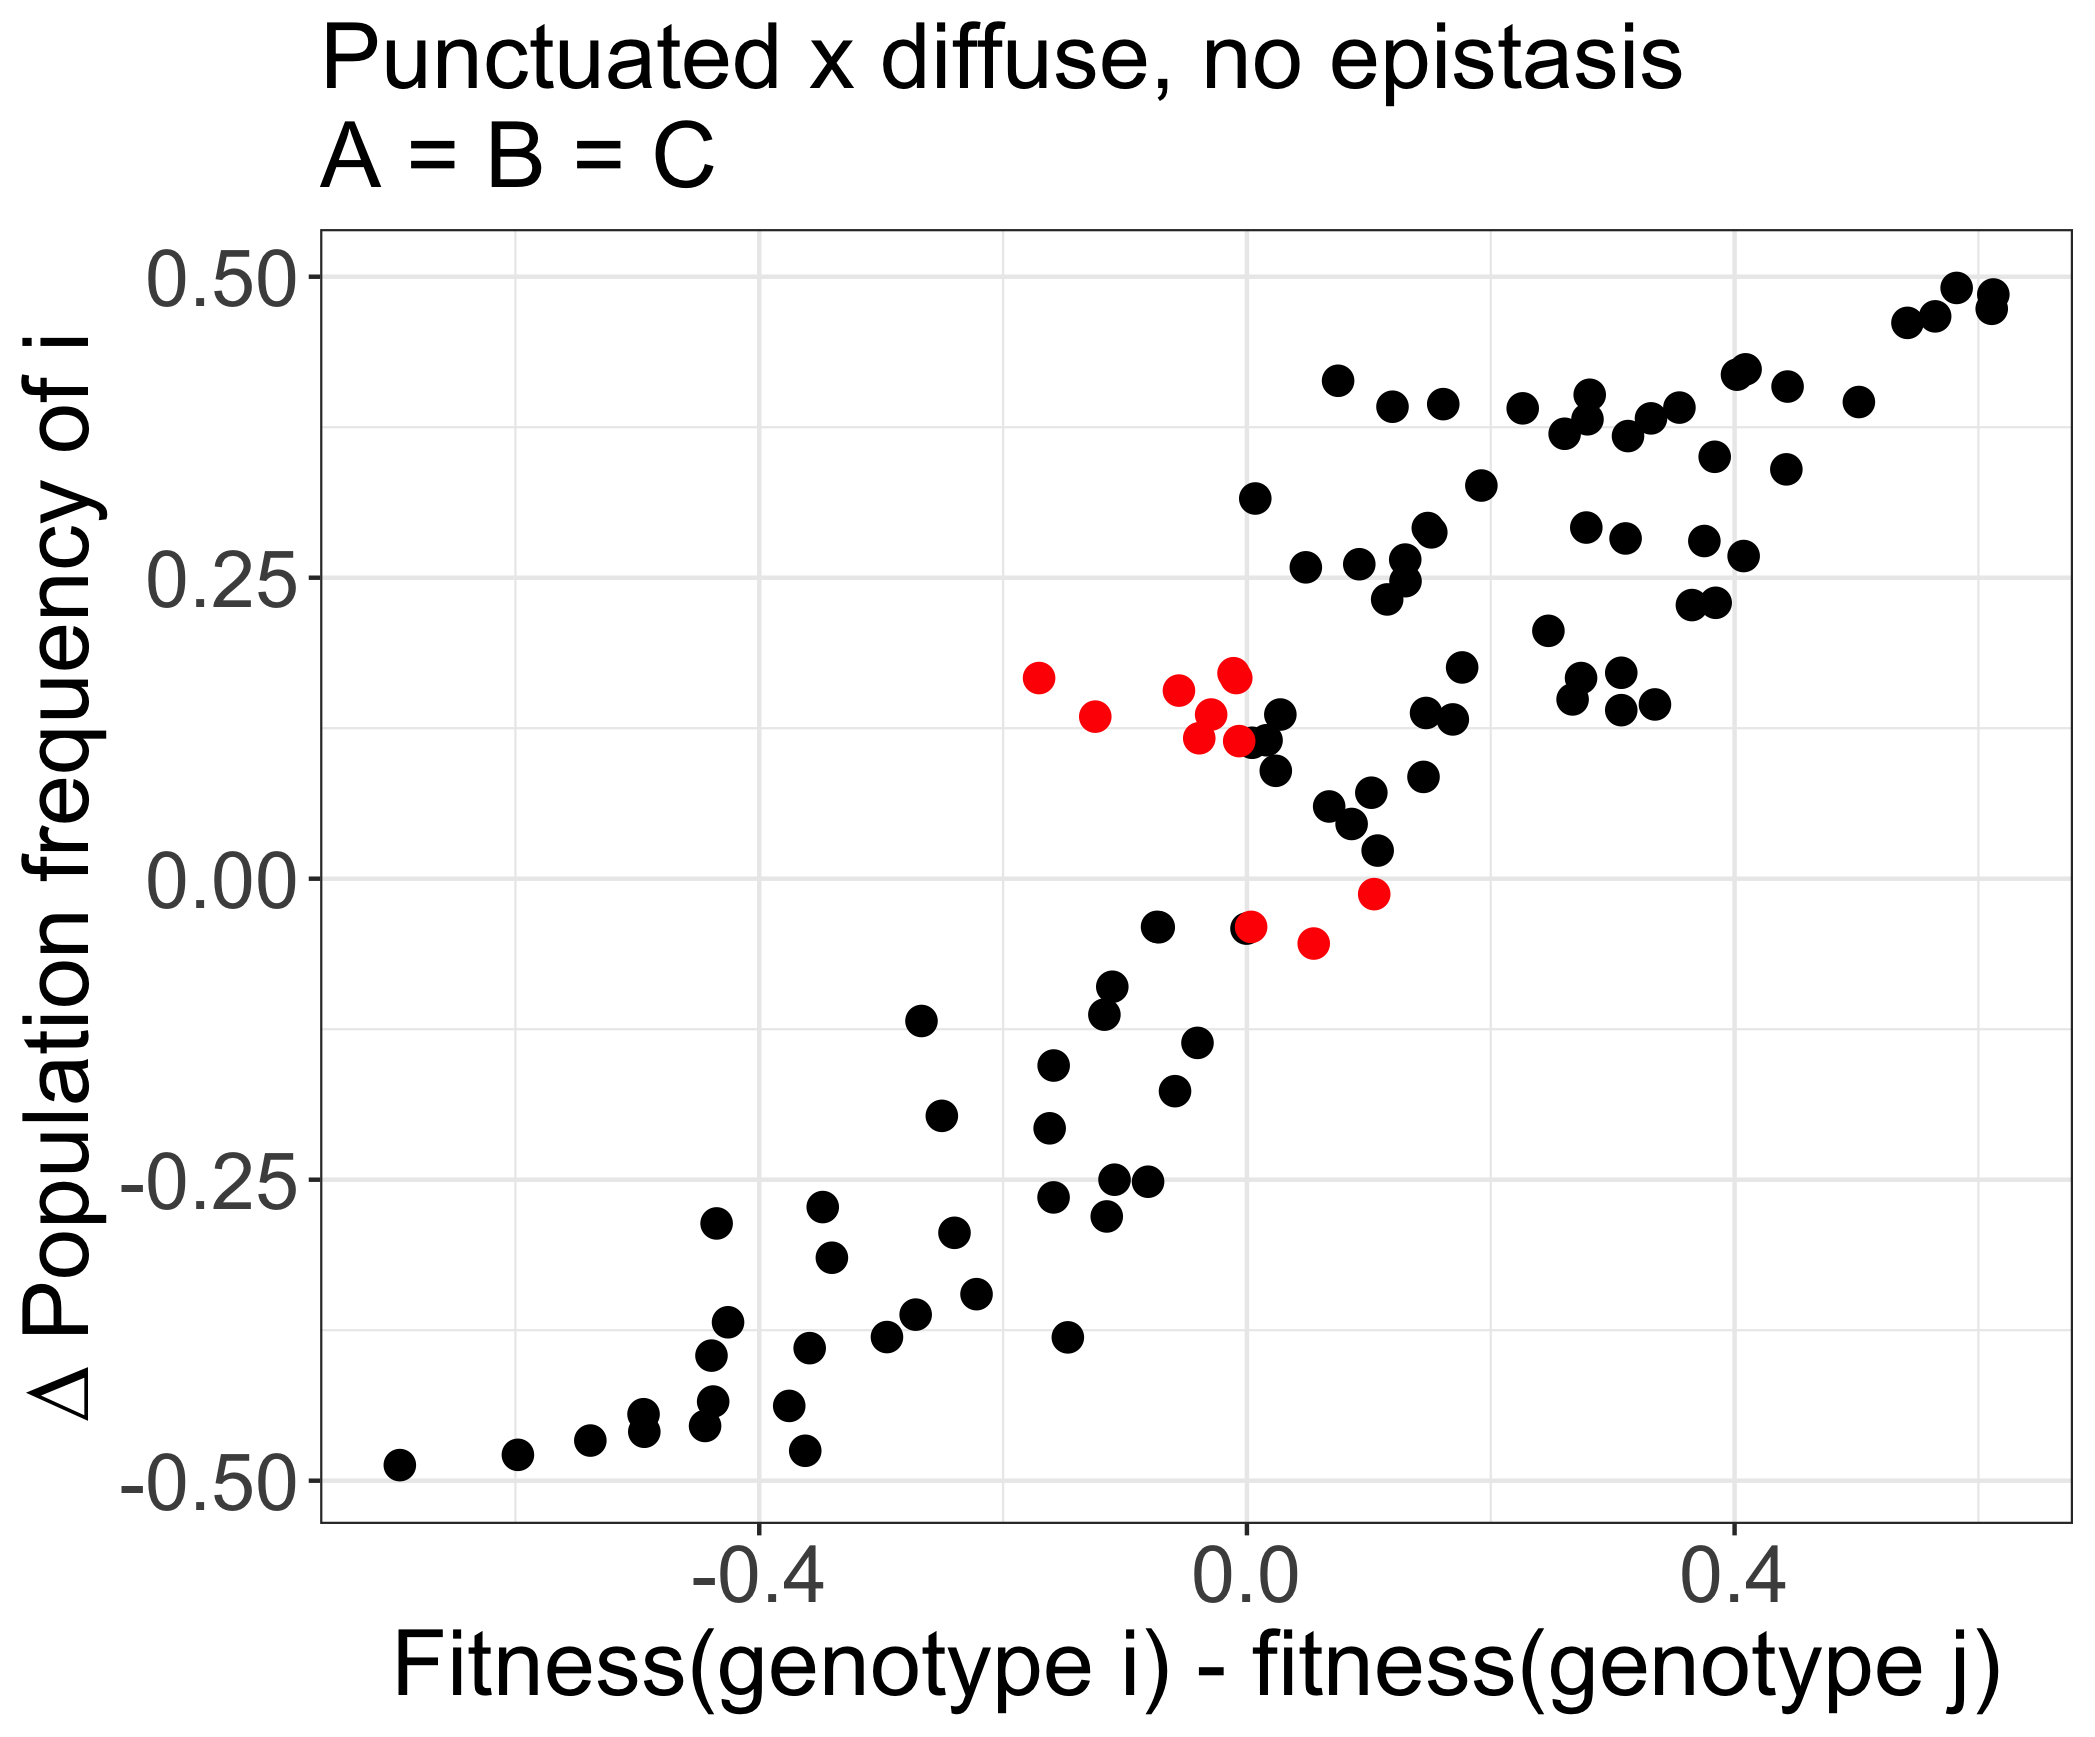 Punctuated x diffuse, no epistasis
A = B = C
Δ Population frequency of i
0.50
0.25
0.00
-0.25
-0.50
-0.4
0.0
0.4
Fitness(genotype i) - fitness(genotype j)